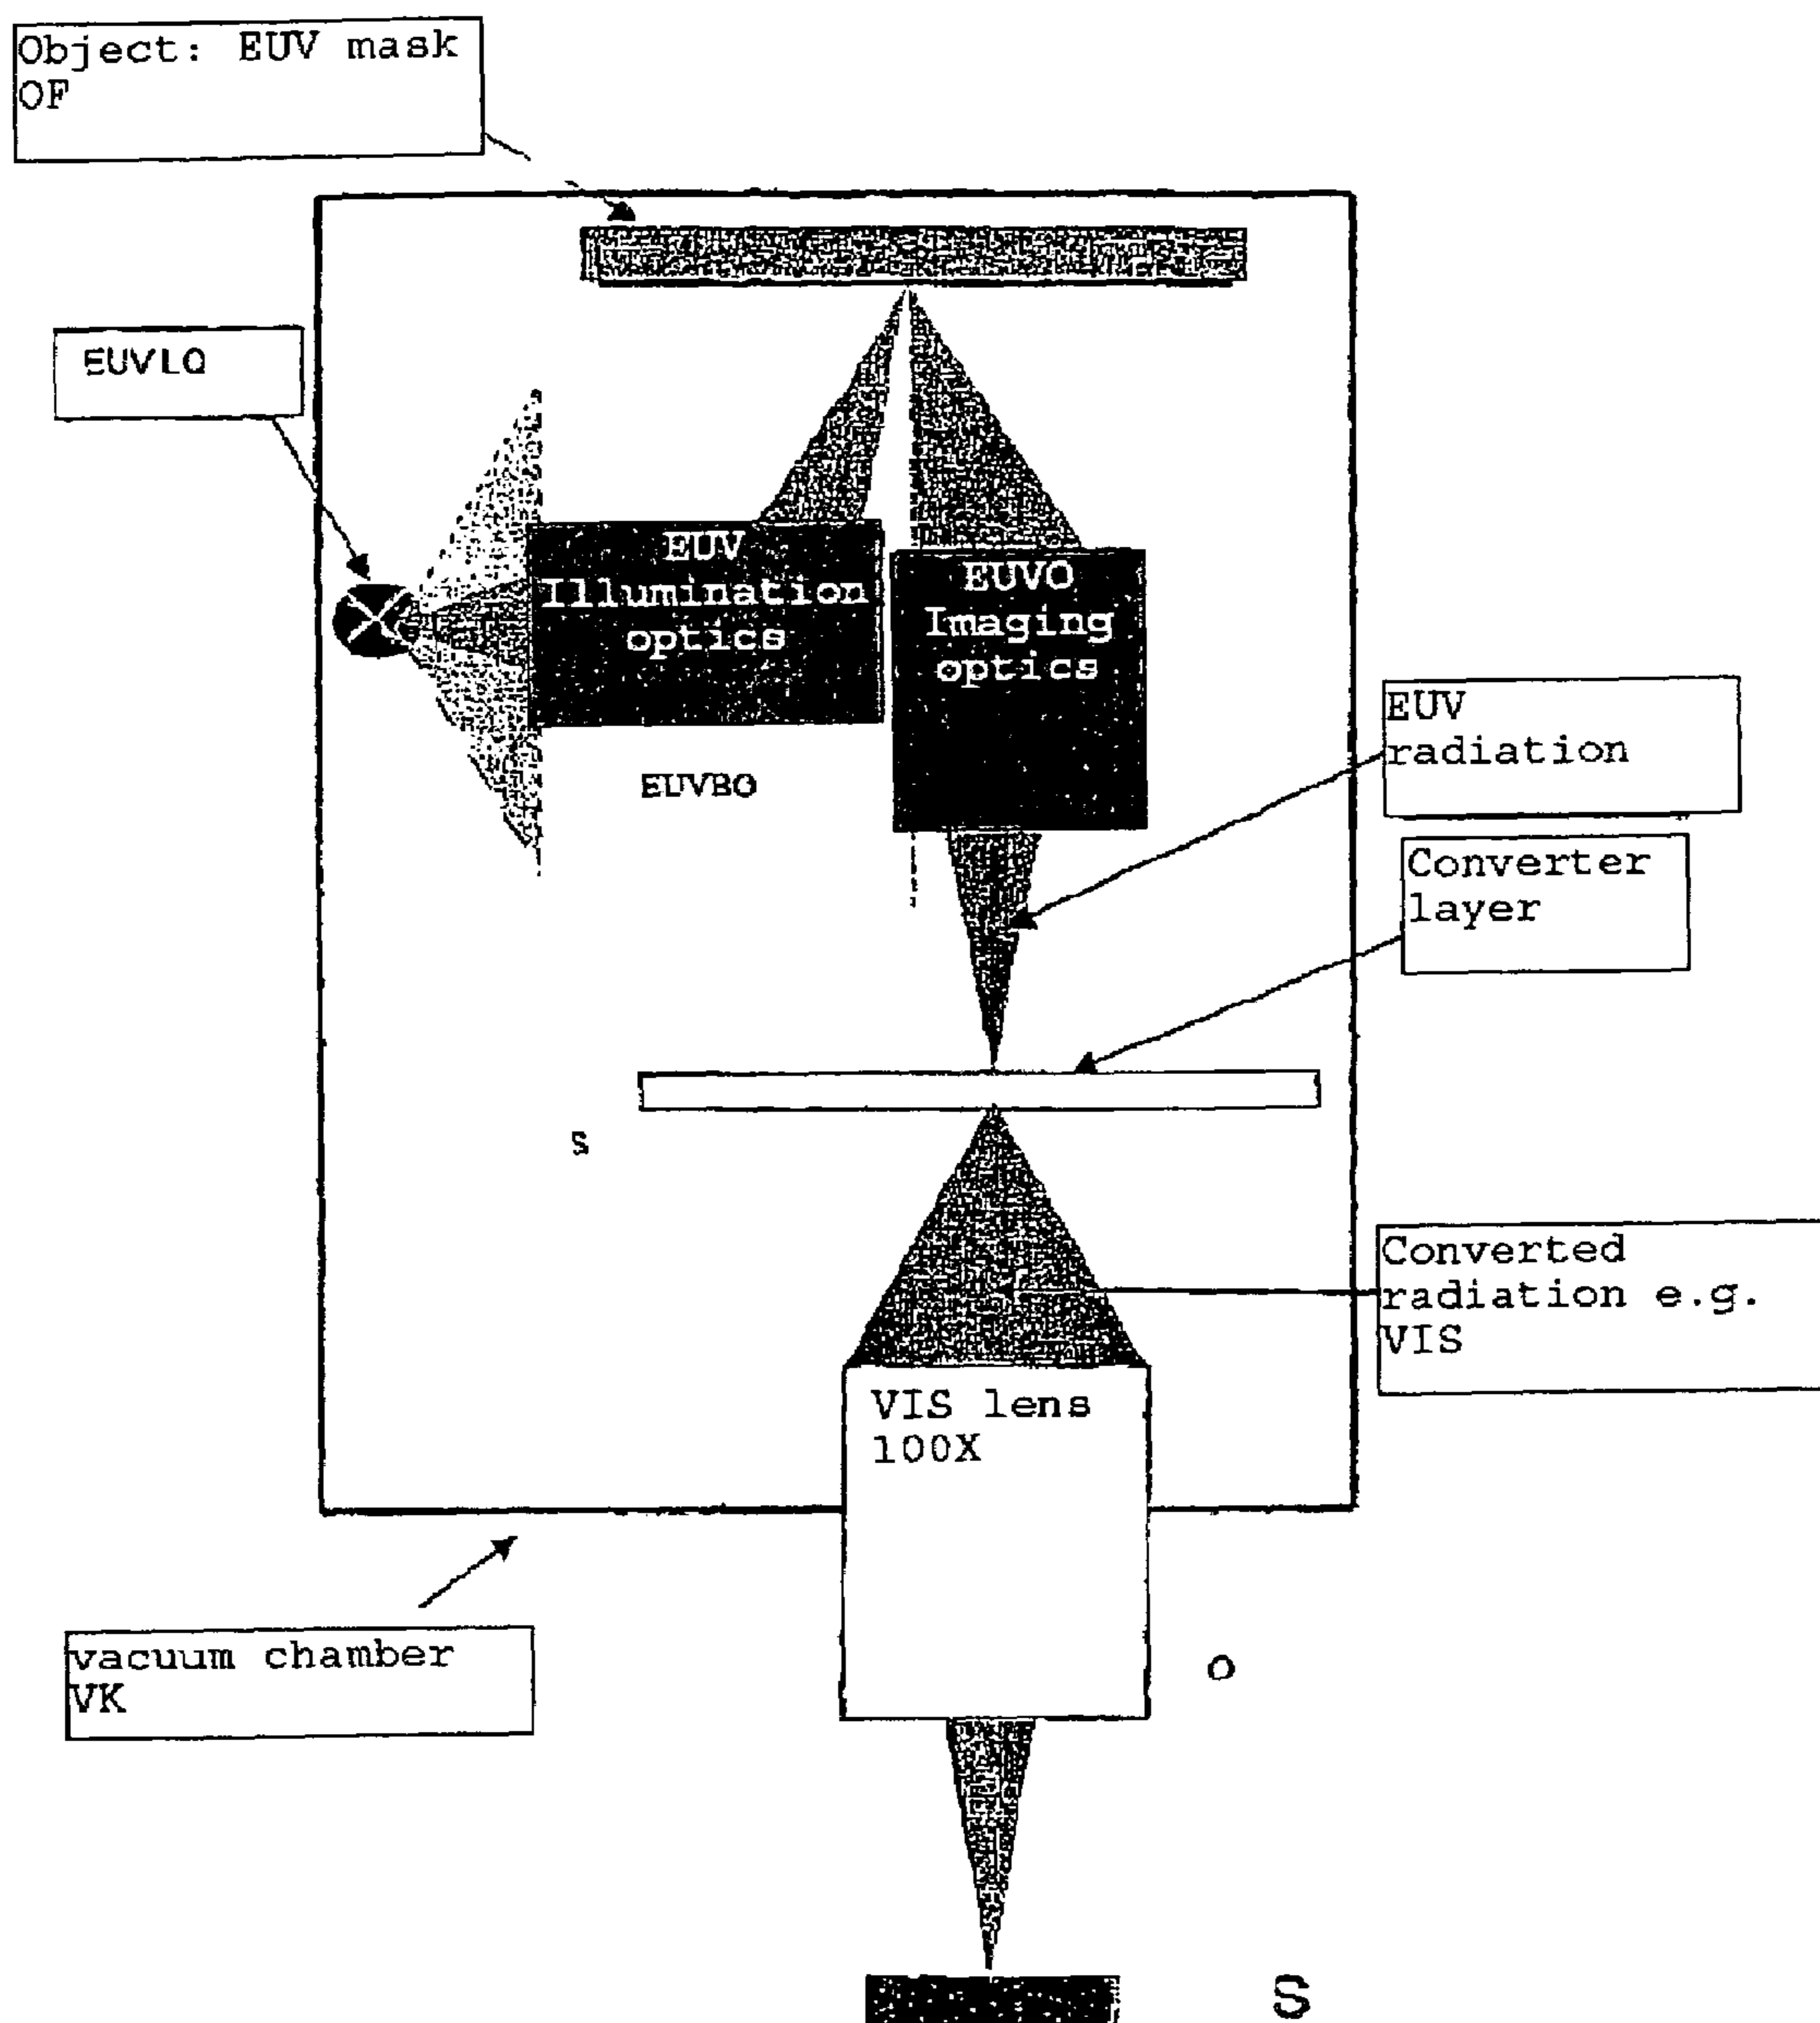 Object: EUV mask
OF
EUVLQ
EUV
Illumination
optics
EUVO
Imaging
optics
EUVBO
EUV
radiation
Converter
layer
S
Converted
radiation e.g.
VIS
VIS lens
100X
vacuum chamber
VK
O
S